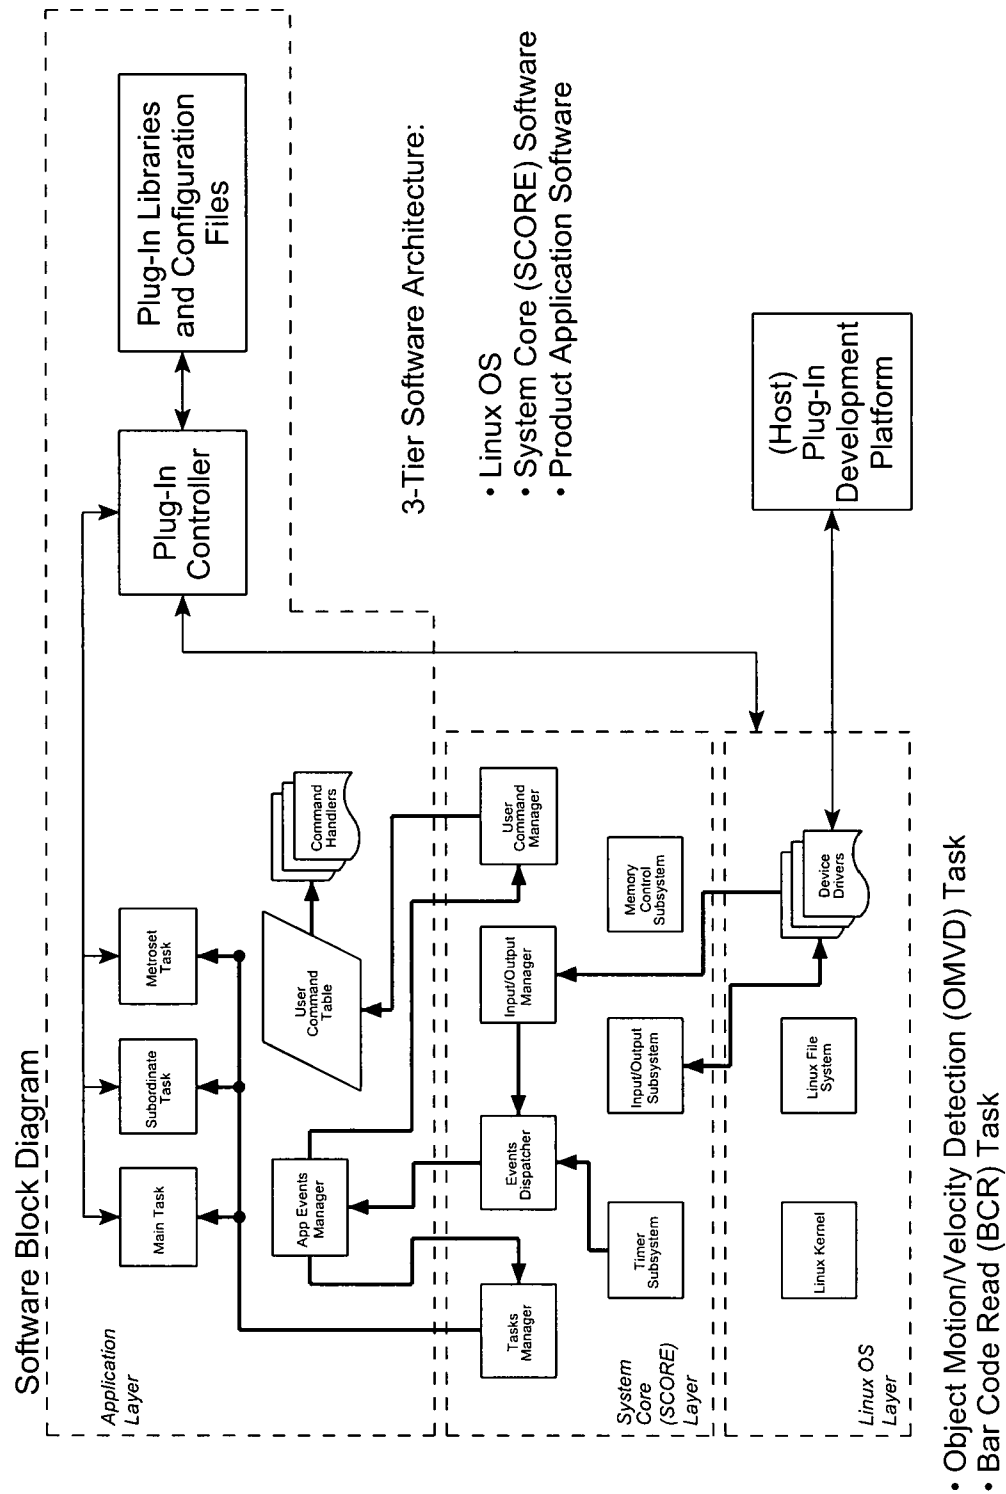 Software Block Diagram
Application
Layer
Main Task
Subordinate
Task
Metroset
Task
Plug-In
Controller
Plug-In Libraries
and Configuration
Files
App Events
Manager
User
Command
Table
Command
Handlers
3-Tier Software Architecture:
• Linux OS
• System Core (SCORE) Software
• Product Application Software
Tasks
Manager
Events
Dispatcher
Input/Output
Manager
User
Command
Manager
System
Core
(SCORE)
Layer
Timer
Subsystem
Input/Output
Subsystem
Memory
Control
Subsystem
Linux OS
Layer
Linux Kernel
Linux File
System
Device
Drivers
(Host)
Plug-In
Development
Platform
• Object Motion/Velocity Detection (OMVD) Task
• Bar Code Read (BCR) Task